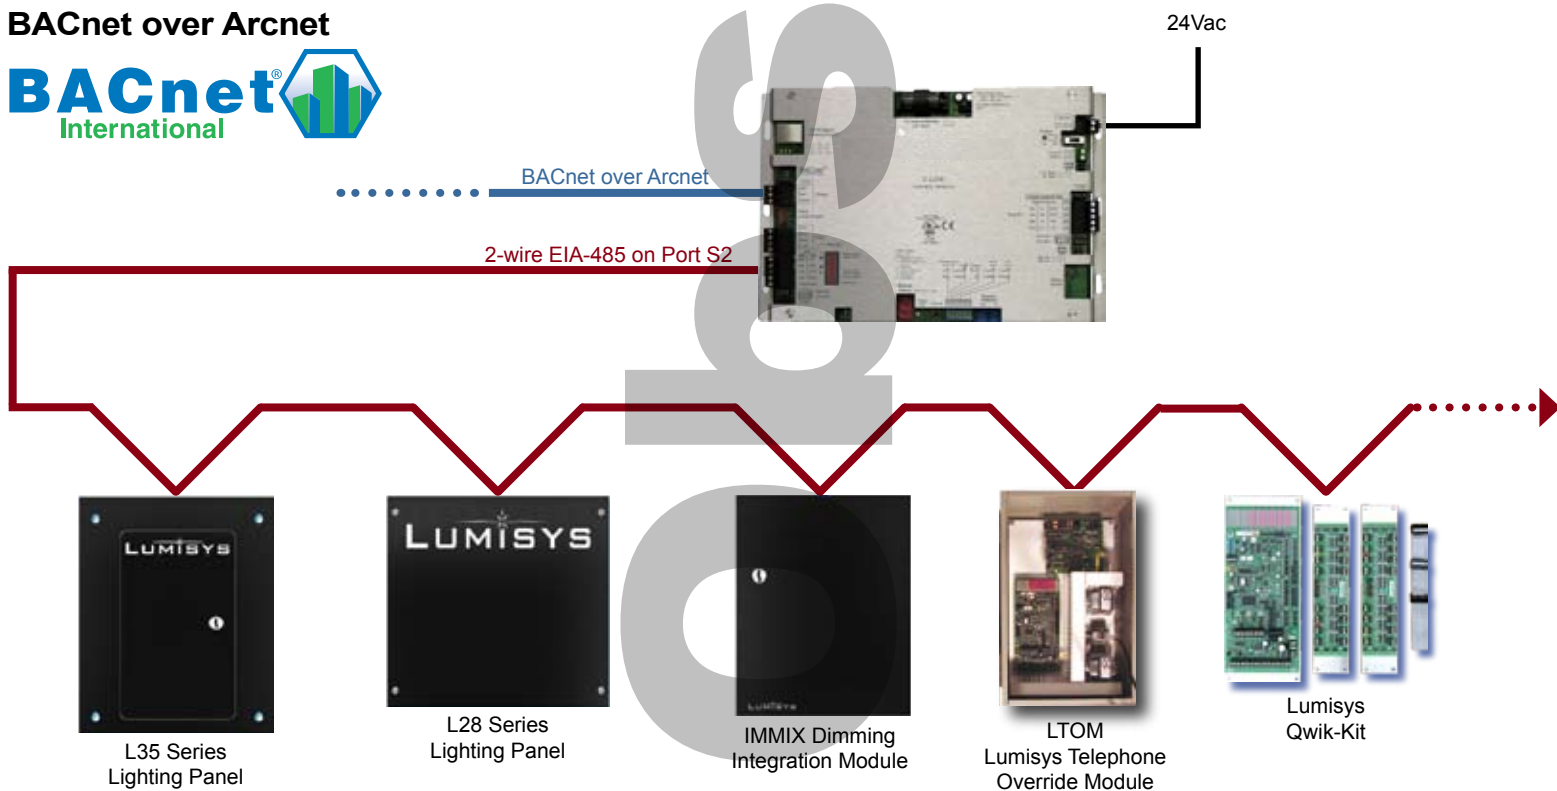 BACnet over Arcnet
24Vac
BACnet®
International
BACnet over Arcnet
2-wire EIA-485 on Port S2
LUMISYS
LUMISYS
LUMISYS
L35 Series
Lighting Panel
L28 Series
Lighting Panel
IMMIX Dimming
Integration Module
LTOM
Lumisys Telephone
Override Module
Lumisys
Qwik-Kit